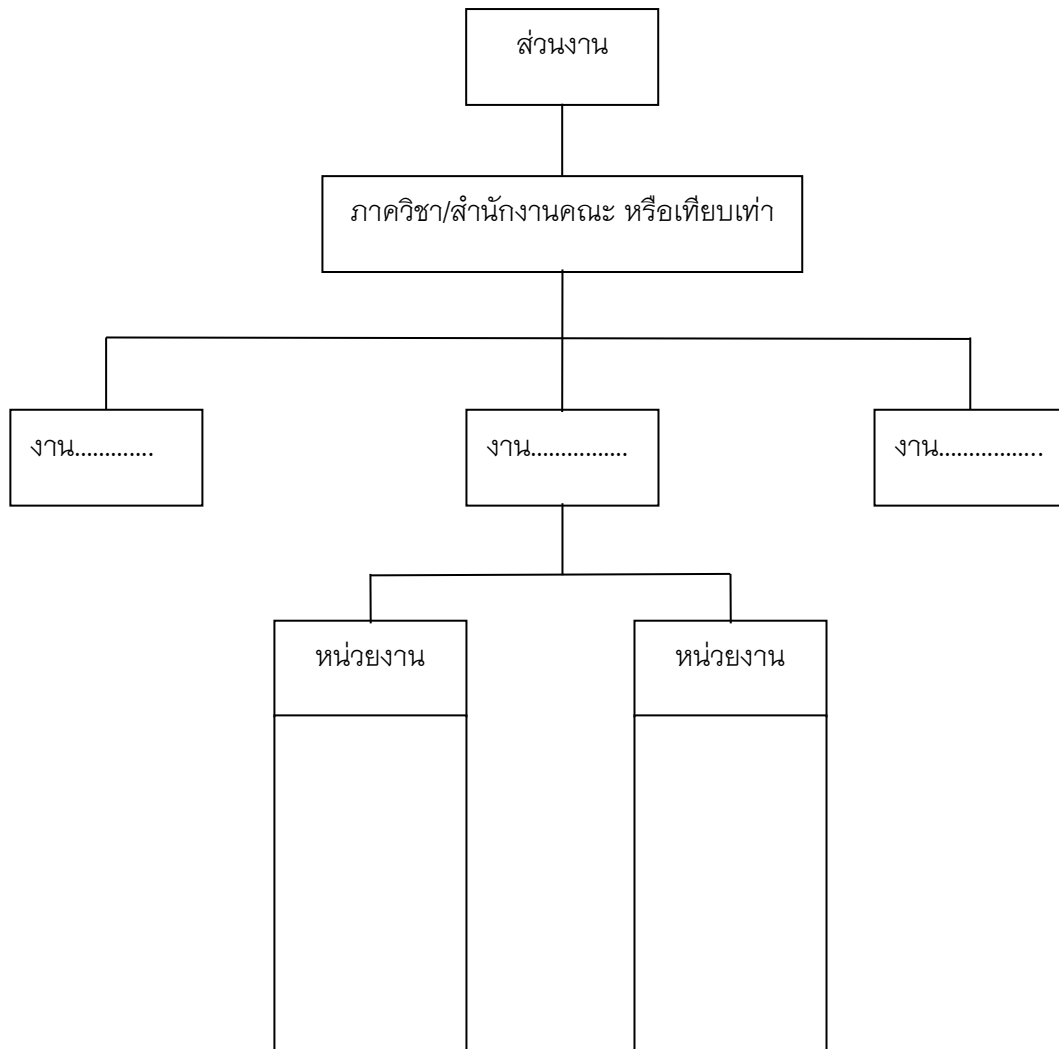 ส่วนงาน
ภาควิชา/สำนักงานคณะ หรือเทียบเท่า
งาน.............
งาน................
งาน.................
หน่วยงาน
หน่วยงาน